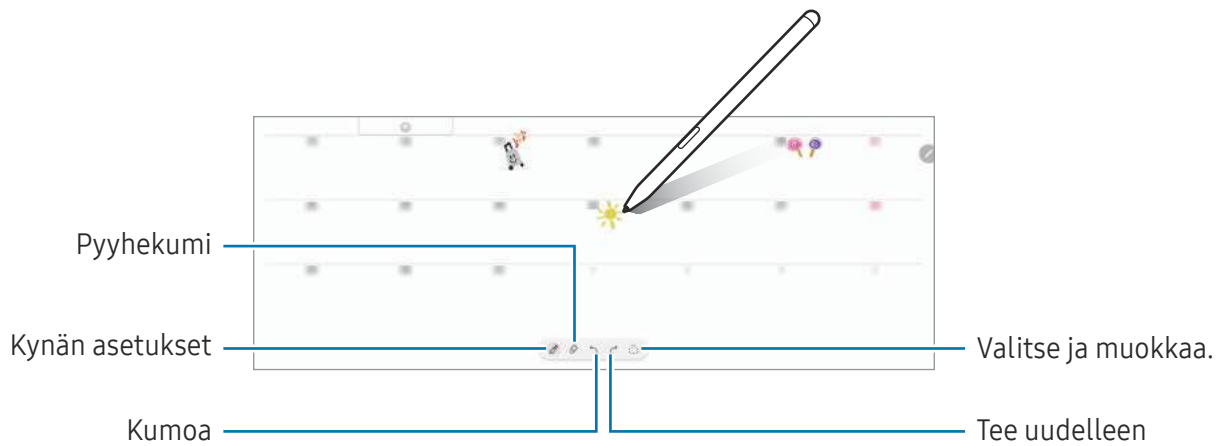 Pyyhekumi
Kynän asetukset
Valitse ja muokkaa.
Kumoa
Tee uudelleen